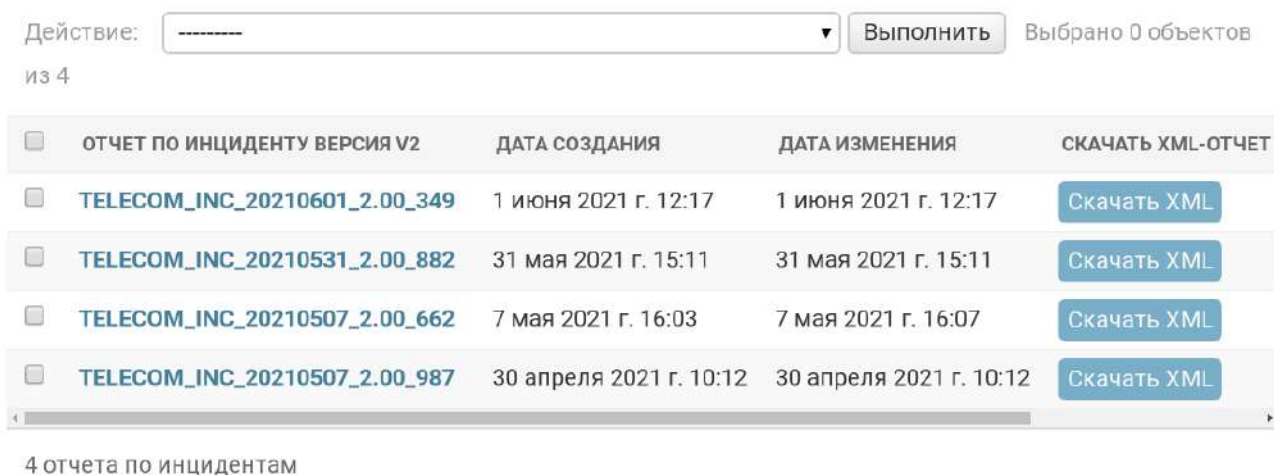 Действие: --------- Выполнить Выбрано 0 объектов
из 4
ОТЧЕТ ПО ИНЦИДЕНТУ ВЕРСИЯ V2 ДАТА СОЗДАНИЯ ДАТА ИЗМЕНЕНИЯ СКАЧАТЬ XML-ОТЧЕТ
TELECOM_INC_20210601_2.00_349 1 июня 2021 г. 12:17 1 июня 2021 г. 12:17 Скачать XML
TELECOM_INC_20210531_2.00_882 31 мая 2021 г. 15:11 31 мая 2021 г. 15:11 Скачать XML
TELECOM_INC_20210507_2.00_662 7 мая 2021 г. 16:03 7 мая 2021 г. 16:07 Скачать XML
TELECOM_INC_20210507_2.00_987 30 апреля 2021 г. 10:12 30 апреля 2021 г. 10:12 Скачать XML
4 отчета по инцидентам